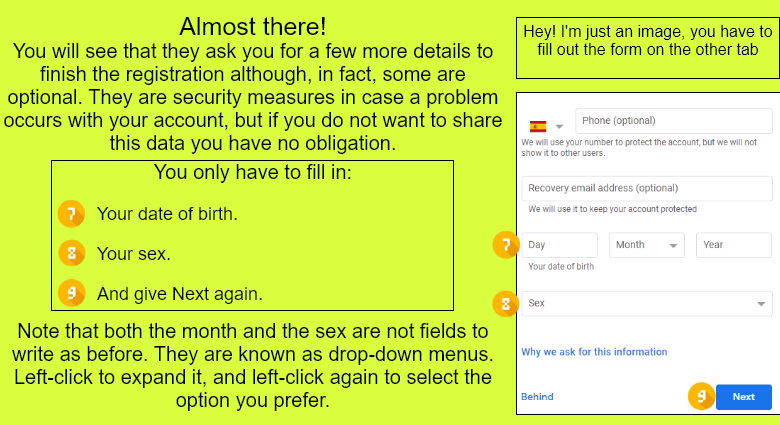 Almost there!
You will see that they ask you for a few more details to
finish the registration although, in fact, some are
optional. They are security measures in case a problem
occurs with your account, but if you do not want to share
this data you have no obligation.
You only have to fill in:
7 Your date of birth.
8 Your sex.
9 And give Next again.
Note that both the month and the sex are not fields to
write as before. They are known as drop-down menus.
Left-click to expand it, and left-click again to select the
option you prefer.
Hey! I'm just an image, you have to
fill out the form on the other tab
Phone (optional)
We will use your number to protect the account, but we will not
show it to other users.
Recovery email address (optional)
We will use it to keep your account protected
7 Day Month Year
Your date of birth
8 Sex
Why we ask for this information
Behind 9 Next